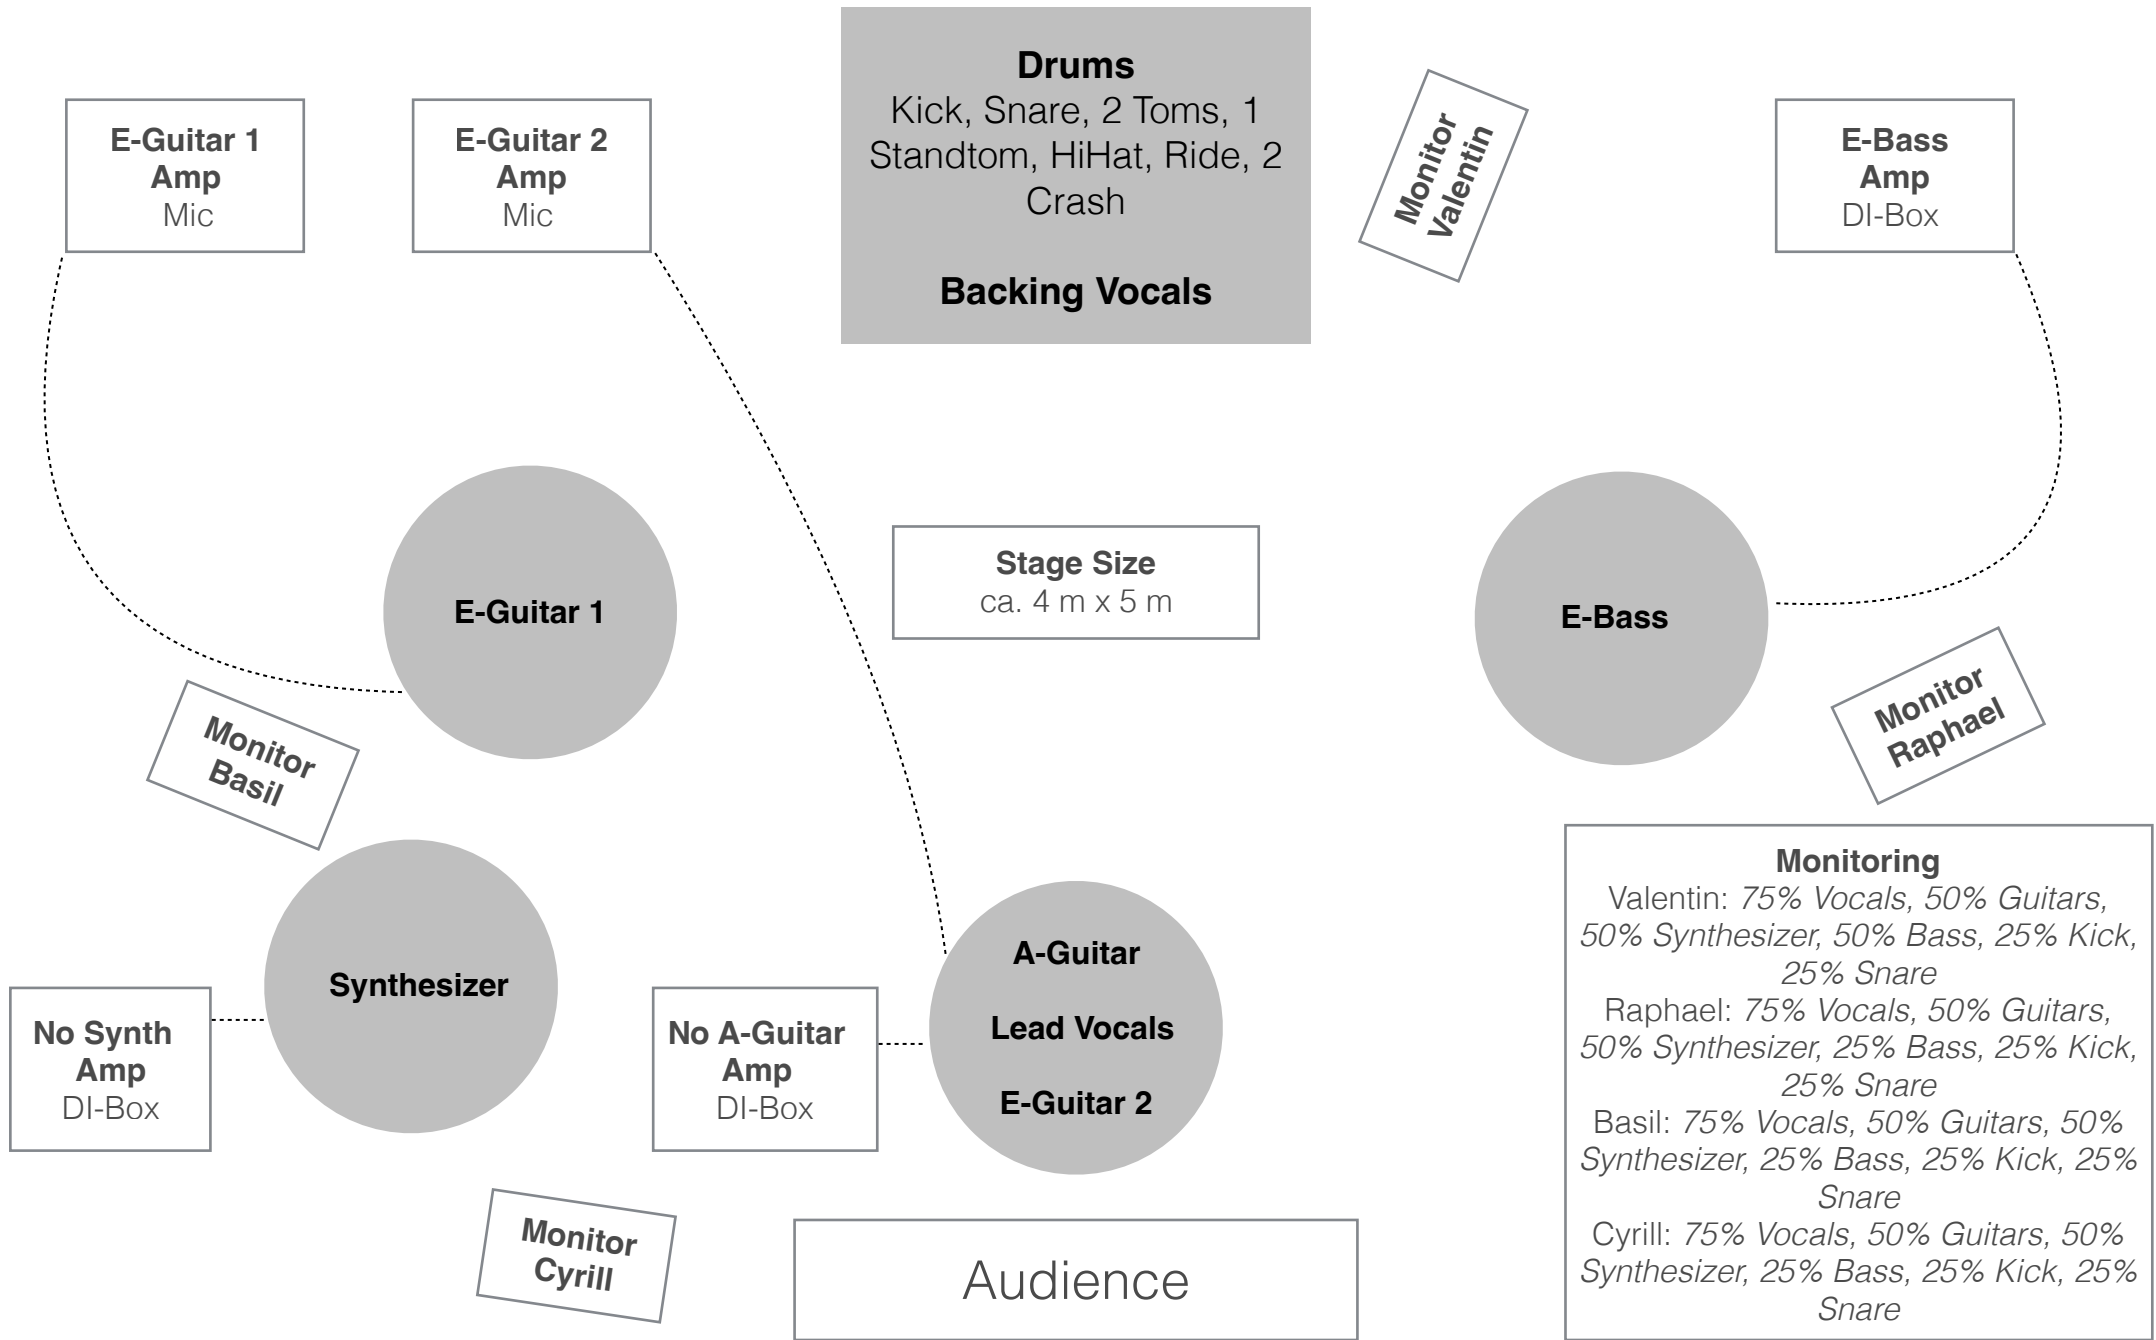 Drums
Kick, Snare, 2 Toms, 1
Standtom, HiHat, Ride, 2
Crash
Backing Vocals
E-Guitar 1
Amp
Mic
E-Guitar 2
Amp
Mic
Monitor
Valentin
E-Bass
Amp
DI-Box
E-Guitar 1
Stage Size
ca. 4 m x 5 m
E-Bass
Monitor
Basil
Monitor
Raphael
Synthesizer
No Synth
Amp
DI-Box
No A-Guitar
Amp
DI-Box
A-Guitar
Lead Vocals
E-Guitar 2
Monitoring
Valentin: 75% Vocals, 50% Guitars,
50% Synthesizer, 50% Bass, 25% Kick,
25% Snare
Raphael: 75% Vocals, 50% Guitars,
50% Synthesizer, 25% Bass, 25% Kick,
25% Snare
Basil: 75% Vocals, 50% Guitars, 50%
Synthesizer, 25% Bass, 25% Kick, 25%
Snare
Cyrill: 75% Vocals, 50% Guitars, 50%
Synthesizer, 25% Bass, 25% Kick, 25%
Snare
Monitor
Cyrill
Audience